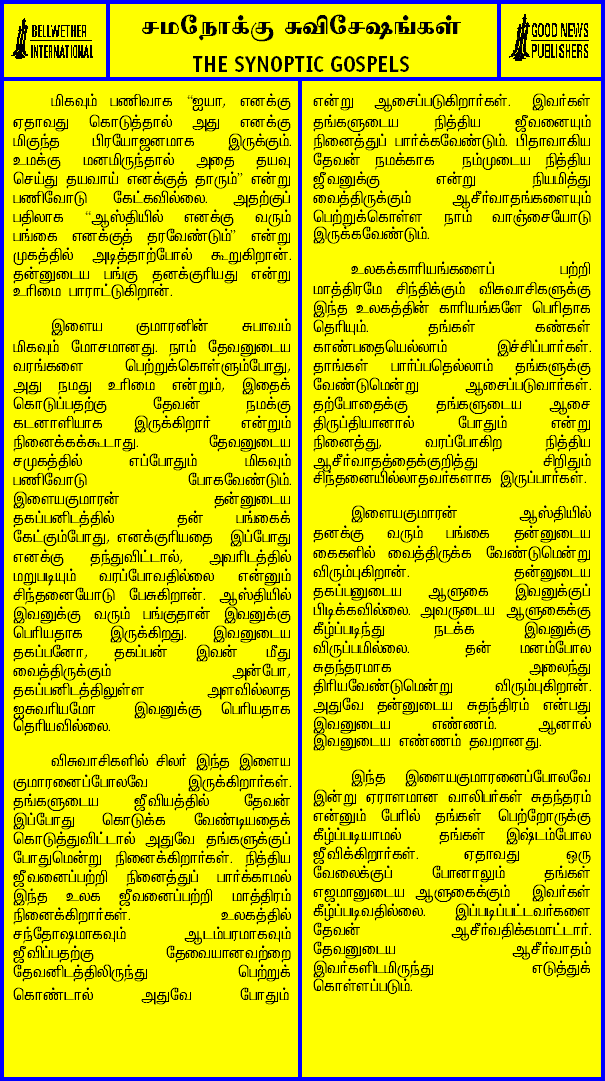 BELLWETHER
INTERNATIONAL
சமநோக்கு சுவிசேஷங்கள்
THE SYNOPTIC GOSPELS
GOOD NEWS
PUBLISHERS
மிகவும் பணிவாக “ஐயா, எனக்கு
ஏதாவது கொடுத்தால் அது எனக்கு
மிகுந்த பிரயோஜனமாக இருக்கும்.
உமக்கு மனமிருந்தால் அதை தயவு
செய்து தயவாய் எனக்குத் தாரும்” என்று
பணிவோடு கேட்கவில்லை. அதற்குப்
பதிலாக “ஆஸ்தியில் எனக்கு வரும்
பங்கை எனக்குத் தரவேண்டும்” என்று
முகத்தில் அடித்தாற்போல் கூறுகிறான்.
தன்னுடைய பங்கு தனக்குரியது என்று
உரிமை பாராட்டுகிறான்.
இளைய குமாரனின் சுபாவம்
மிகவும் மோசமானது. நாம் தேவனுடைய
வரங்களை பெற்றுக்கொள்ளும்போது,
அது நமது உரிமை என்றும், இதைக்
கொடுப்பதற்கு தேவன் நமக்கு
கடனாளியாக இருக்கிறார் என்றும்
நினைக்கக்கூடாது. தேவனுடைய
சமுகத்தில் எப்போதும் மிகவும்
பணிவோடு போகவேண்டும்.
இளையகுமாரன் தன்னுடைய
தகப்பனிடத்தில் தன் பங்கைக்
கேட்கும்போது, எனக்குரியதை இப்போது
எனக்கு தந்துவிட்டால், அவரிடத்தில்
மறுபடியும் வரப்போவதில்லை என்னும்
சிந்தனையோடு பேசுகிறான். ஆஸ்தியில்
இவனுக்கு வரும் பங்குதான் இவனுக்கு
பெரியதாக இருக்கிறது. இவனுடைய
தகப்பனோ, தகப்பன் இவன் மீது
வைத்திருக்கும் அன்போ,
தகப்பனிடத்திலுள்ள அளவில்லாத
ஐசுவரியமோ இவனுக்கு பெரியதாக
தெரியவில்லை.
விசுவாசிகளில் சிலர் இந்த இளைய
குமாரனைப்போலவே இருக்கிறார்கள்.
தங்களுடைய ஜீவியத்தில் தேவன்
இப்போது கொடுக்க வேண்டியதைக்
கொடுத்துவிட்டால் அதுவே தங்களுக்குப்
போதுமென்று நினைக்கிறார்கள். நித்திய
ஜீவனைப்பற்றி நினைத்துப் பார்க்காமல்
இந்த உலக ஜீவனைப்பற்றி மாத்திரம்
நினைக்கிறார்கள். உலகத்தில்
சந்தோஷமாகவும் ஆடம்பரமாகவும்
ஜீவிப்பதற்கு தேவையானவற்றை
தேவனிடத்திலிருந்து பெற்றுக்
கொண்டால் அதுவே போதும்
என்று ஆசைப்படுகிறார்கள். இவர்கள்
தங்களுடைய நித்திய ஜீவனையும்
நினைத்துப் பார்க்கவேண்டும். பிதாவாகிய
தேவன் நமக்காக நம்முடைய நித்திய
ஜீவனுக்கு என்று நியமித்து
வைத்திருக்கும் ஆசீர்வாதங்களையும்
பெற்றுக்கொள்ள நாம் வாஞ்சையோடு
இருக்கவேண்டும்.
உலகக்காரியங்களைப் பற்றி
மாத்திரமே சிந்திக்கும் விசுவாசிகளுக்கு
இந்த உலகத்தின் காரியங்களே பெரிதாக
தெரியும். தங்கள் கண்கள்
காண்பதையெல்லாம் இச்சிப்பார்கள்.
தாங்கள் பார்ப்பதெல்லாம் தங்களுக்கு
வேண்டுமென்று ஆசைப்படுவார்கள்.
தற்போதைக்கு தங்களுடைய ஆசை
திருப்தியானால் போதும் என்று
நினைத்து, வரப்போகிற நித்திய
ஆசீர்வாதத்தைக்குறித்து சிறிதும்
சிந்தனையில்லாதவர்களாக இருப்பார்கள்.
இளையகுமாரன் ஆஸ்தியில்
தனக்கு வரும் பங்கை தன்னுடைய
கைகளில் வைத்திருக்க வேண்டுமென்று
விரும்புகிறான். தன்னுடைய
தகப்பனுடைய ஆளுகை இவனுக்குப்
பிடிக்கவில்லை. அவருடைய ஆளுகைக்கு
கீழ்ப்படிந்து நடக்க இவனுக்கு
விருப்பமில்லை. தன் மனம்போல
சுதந்தரமாக அலைந்து
திரியவேண்டுமென்று விரும்புகிறான்.
அதுவே தன்னுடைய சுதந்திரம் என்பது
இவனுடைய எண்ணம். ஆனால்
இவனுடைய எண்ணம் தவறானது.
இந்த இளையகுமாரனைப்போலவே
இன்று ஏராளமான வாலிபர்கள் சுதந்தரம்
என்னும் பேரில் தங்கள் பெற்றோருக்கு
கீழ்ப்படியாமல் தங்கள் இஷ்டம்போல
ஜீவிக்கிறார்கள். ஏதாவது ஒரு
வேலைக்குப் போனாலும் தங்கள்
எஜமானுடைய ஆளுகைக்கும் இவர்கள்
கீழ்ப்படிவதில்லை. இப்படிப்பட்டவர்களை
தேவன் ஆசீர்வதிக்கமாட்டார்.
தேவனுடைய ஆசீர்வாதம்
இவர்களிடமிருந்து எடுத்துக்
கொள்ளப்படும்.